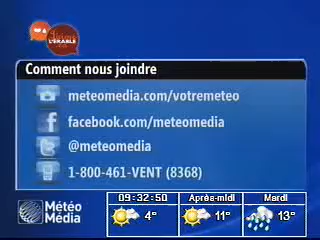 L'ÉRABLE
Comment nous joindre
meteomedia.com/votremeteo
facebook.com/meteomedia
@meteomedia
1-800-461-VENT (8368)
Météo Média
09:32:50 Après-midi Mardi
4° 11° 13°